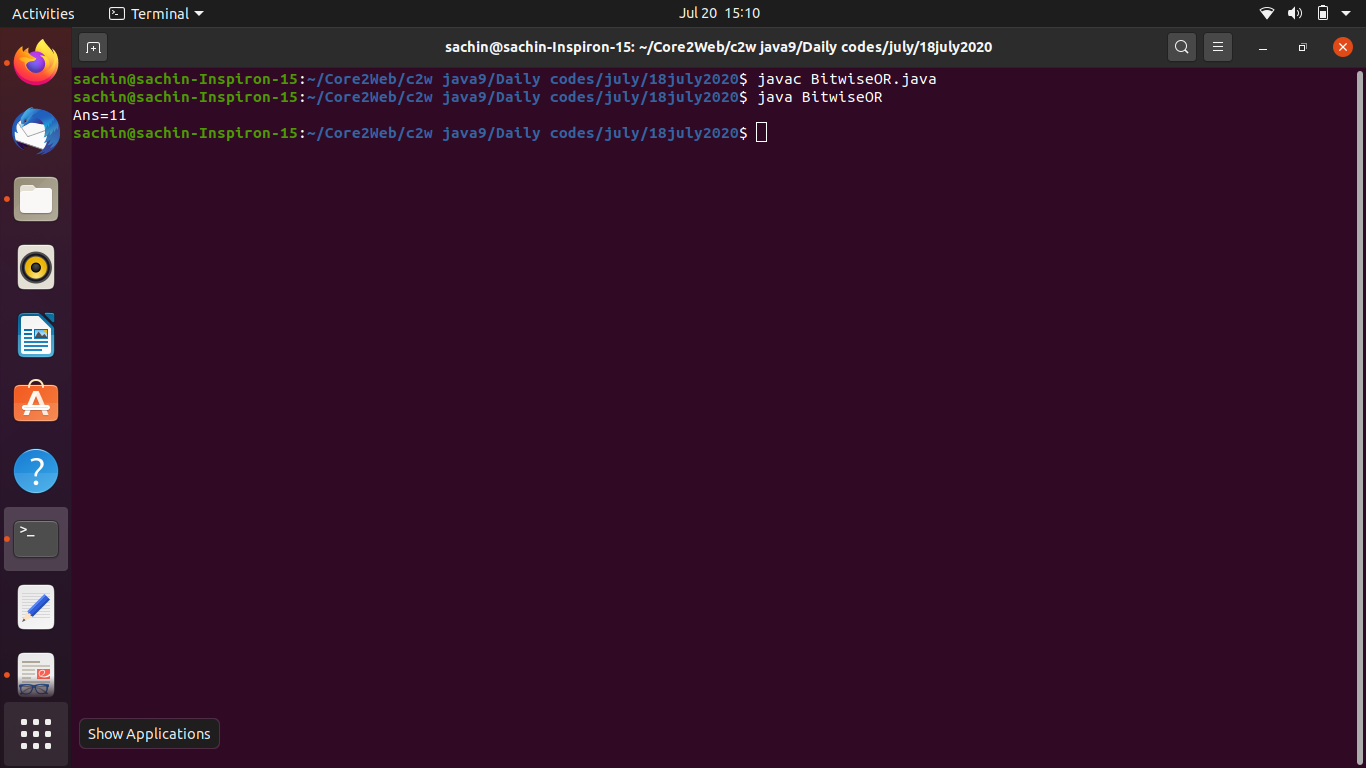 Activities
Terminal
Jul 20 15:10
sachin@sachin-Inspiron-15: ~/Core2Web/c2w java9/Daily codes/july/18july2020
sachin@sachin-Inspiron-15:~/Core2Web/c2w java9/Daily codes/july/18july2020$ javac BitwiseOR.java
sachin@sachin-Inspiron-15:~/Core2Web/c2w java9/Daily codes/july/18july2020$ java BitwiseOR
Ans=11
sachin@sachin-Inspiron-15:~/Core2Web/c2w java9/Daily codes/july/18july2020$
Show Applications